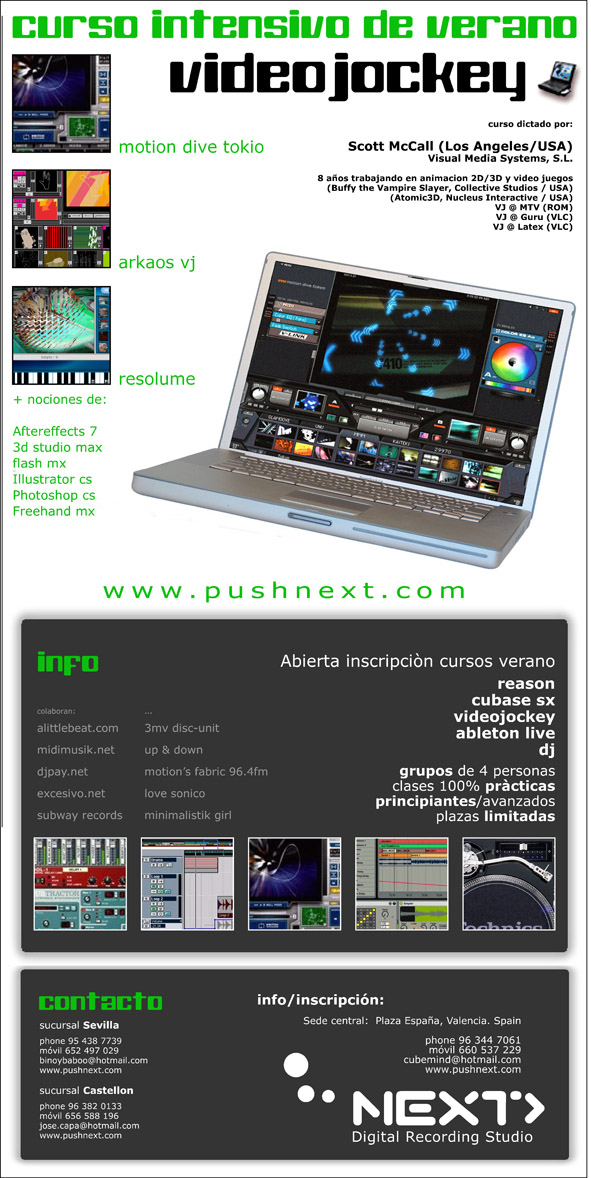 curso intensivo de verano
videojockey
curso dictado por:
Scott McCall (Los Angeles/USA)
Visual Media Systems, S.L.
8 años trabajando en animacion 2D/3D y video juegos
(Buffy the Vampire Slayer, Collective Studios / USA)
(Atomic3D, Nucleus Interactive / USA)
VJ @ MTV (ROM)
VJ @ Guru (VLC)
VJ @ Latex (VLC)
motion dive tokio
arkaos vj
resolume
+ nociones de:
Aftereffects 7
3d studio max
flash mx
Illustrator cs
Photoshop cs
Freehand mx
motion dive tokyo
V-LINK
410
www.pushnext.com
info
Abierta inscripciòn cursos verano
reason
cubase sx
videojockey
ableton live
dj
grupos de 4 personas
clases 100% pràcticas
principiantes/avanzados
plazas limitadas
colaboran:
alittlebeat.com
midimusik.net
djpay.net
excesivo.net
subway records
...
3mv disc-unit
up & down
motion's fabric 96.4fm
love sonico
minimalistik girl
Technics
contacto
sucursal Sevilla
phone 95 438 7739
móvil 652 497 029
binoybaboo@hotmail.com
www.pushnext.com
sucursal Castellon
phone 96 382 0133
móvil 656 588 196
jose.capa@hotmail.com
www.pushnext.com
info/inscripción:
Sede central: Plaza España, Valencia. Spain
phone 96 344 7061
móvil 660 537 229
cubemind@hotmail.com
www.pushnext.com
NEXT
Digital Recording Studio